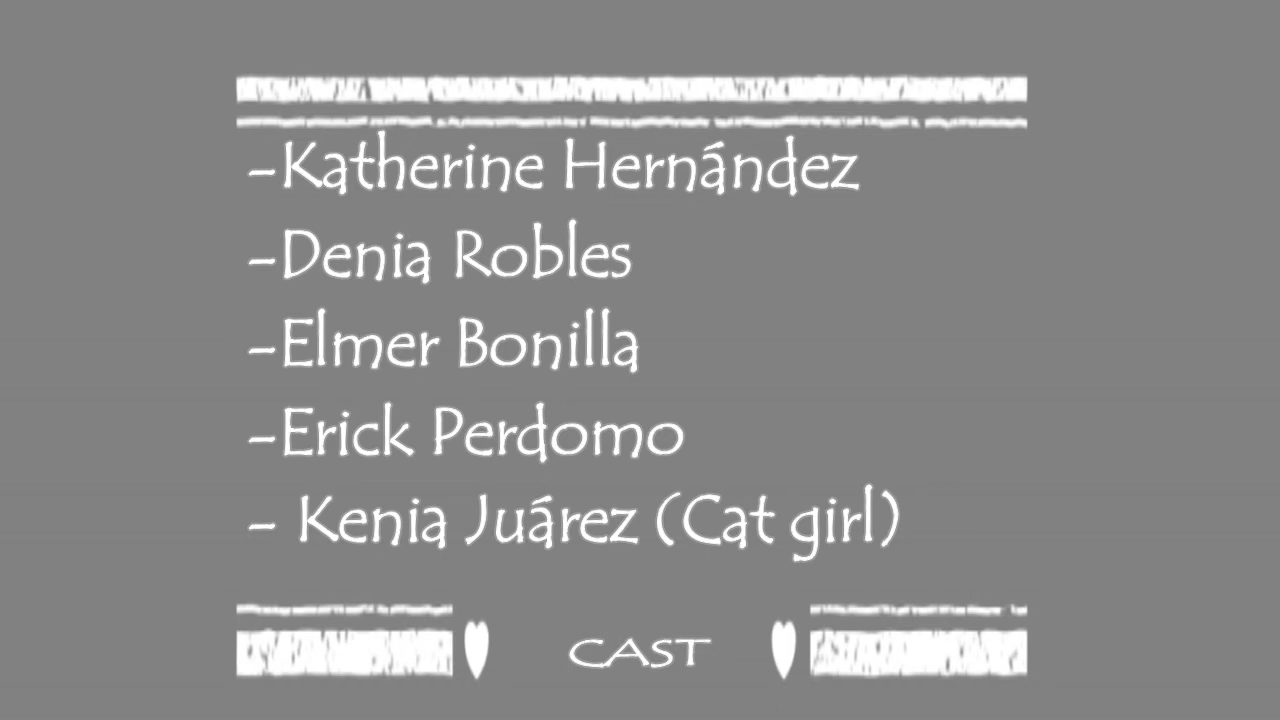 -Katherine Hernández
-Denia Robles
-Elmer Bonilla
-Erick Perdomo
- Kenia Juárez (Cat girl)
CAST